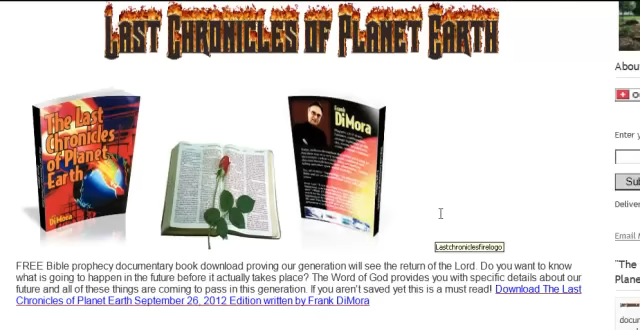 Last Chronicles of Planet Earth
The Last
Chronicles
of Planet
Earth
DiMora
Frank
DiMora
Lastchroniclesfirelogo
FREE Bible prophecy documentary book download proving our generation will see the return of the Lord. Do you want to know
what is going to happen in the future before it actually takes place? The Word of God provides you with specific details about our
future and all of these things are coming to pass in this generation. If you aren't saved yet this is a must read! Download The Last
Chronicles of Planet Earth September 26, 2012 Edition written by Frank DiMora
Abou
Enter y
Su
Deliver
Email M
"The
Plane
docum